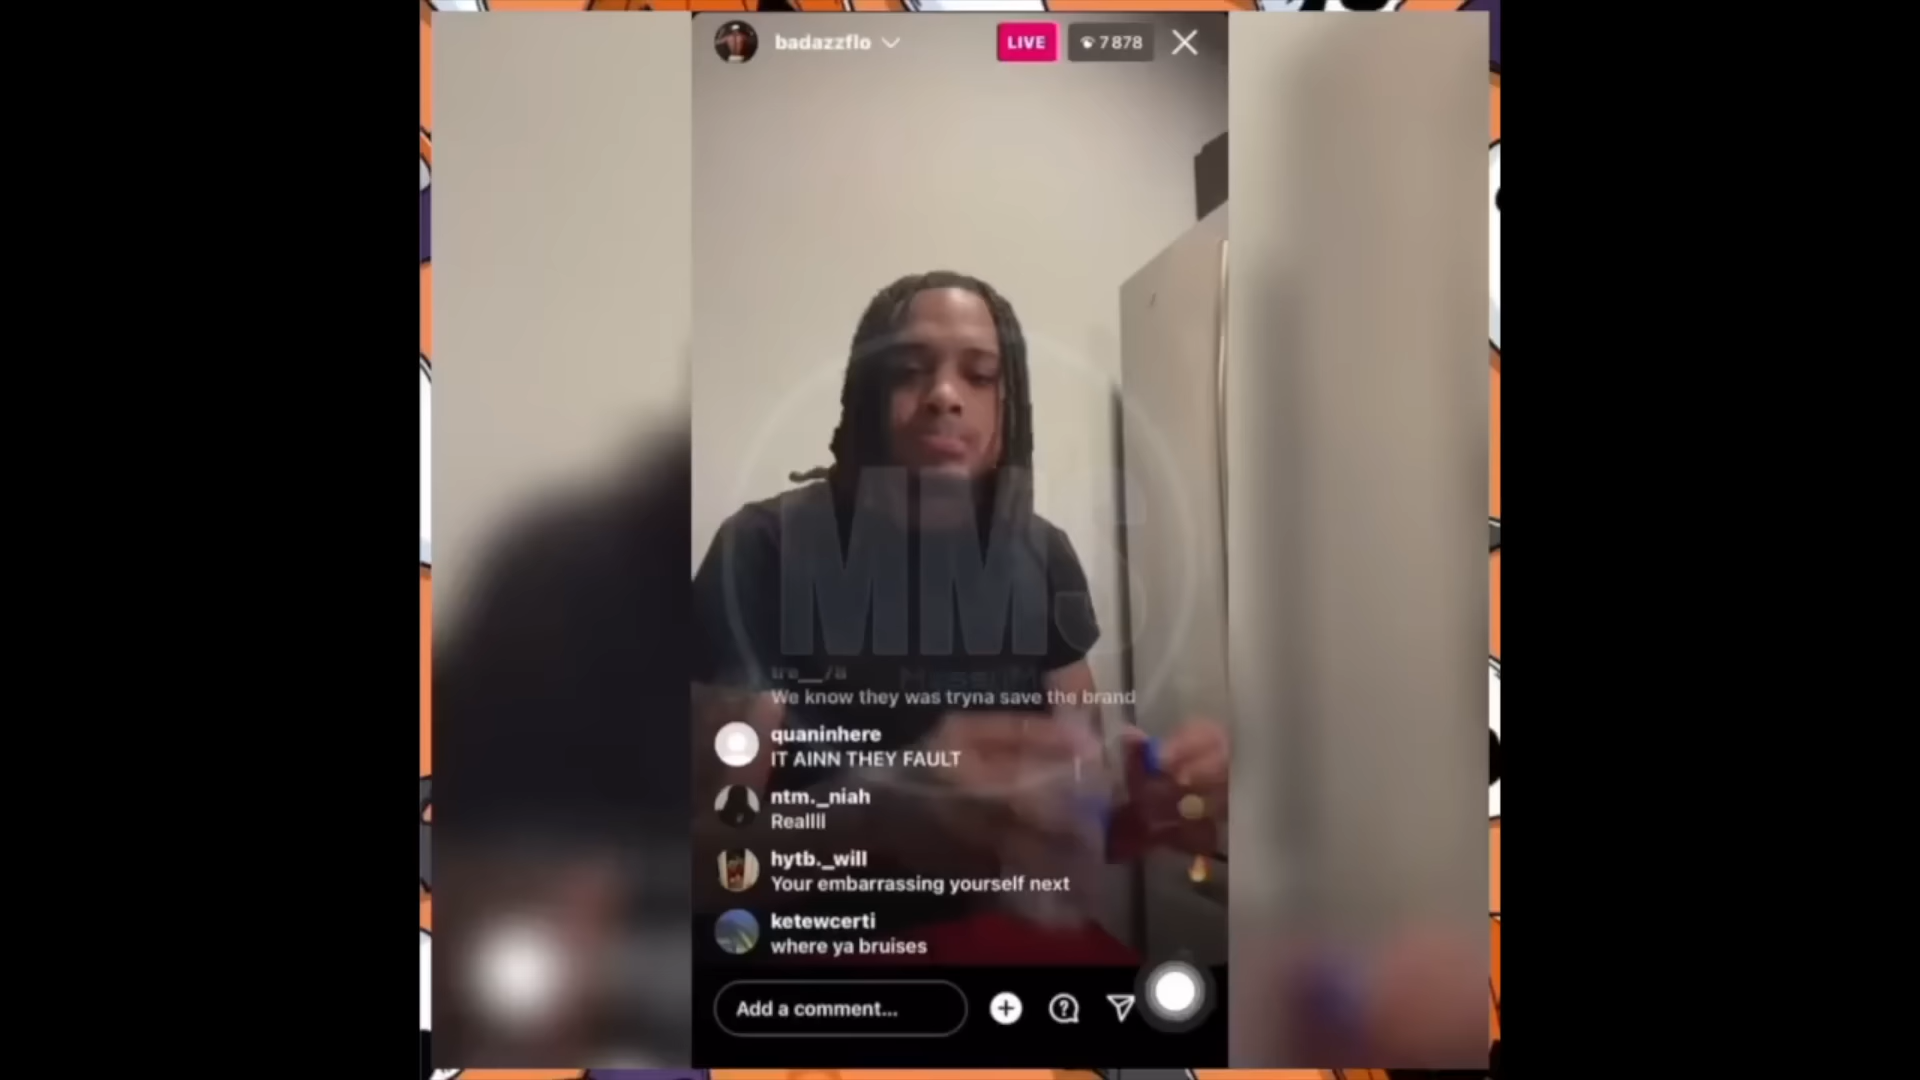 badazzflo
LIVE
7 878
MMS
We know they was tryna save the brand
quaninhere
IT AINN THEY FAULT
ntm._niah
Reallll
hytb._will
Your embarrassing yourself next
ketewcerti
where ya bruises
Add a comment...